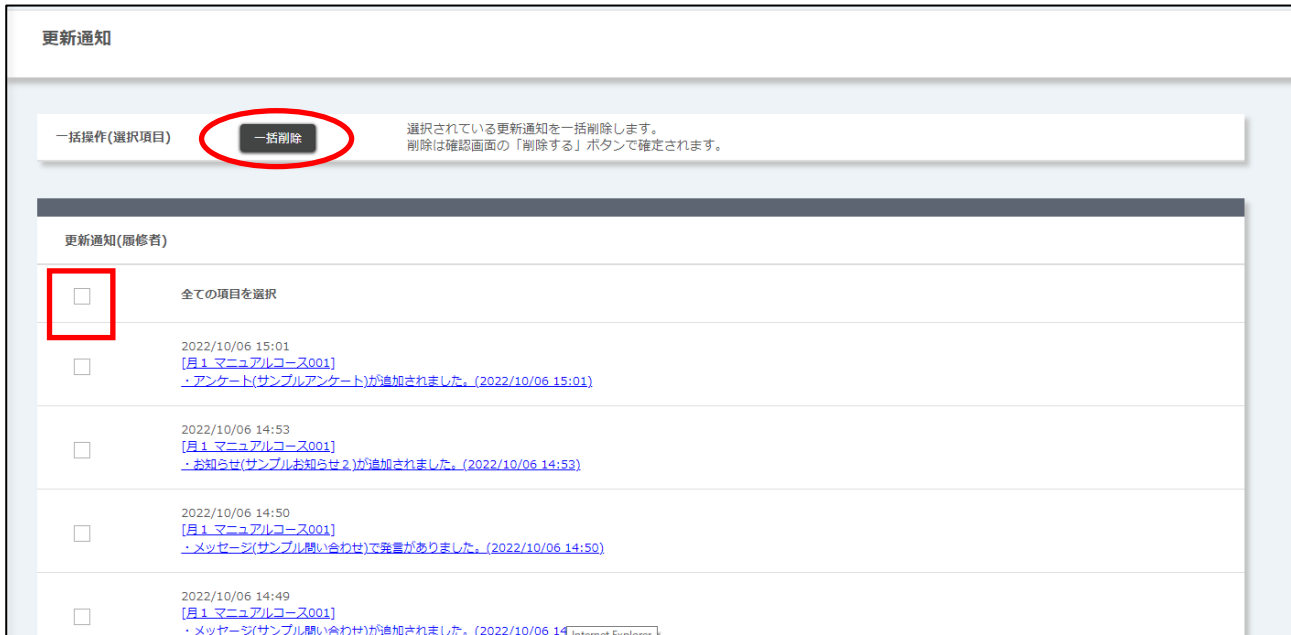 更新通知
一括操作(選択項目)
一括削除
選択されている更新通知を一括削除します。
削除は確認画面の「削除する」ボタンで確定されます。
更新通知(履修者)
全ての項目を選択
2022/10/06 15:01
[月1 マニュアルコース001]
・アンケート(サンプルアンケート)が追加されました。(2022/10/06 15:01)
2022/10/06 14:53
[月1 マニュアルコース001]
・お知らせ(サンプルお知らせ２)が追加されました。(2022/10/06 14:53)
2022/10/06 14:50
[月1 マニュアルコース001]
・メッセージ(サンプル問い合わせ)で発言がありました。(2022/10/06 14:50)
2022/10/06 14:49
[月1 マニュアルコース001]
・メッセージ(サンプル問い合わせ)が追加されました。(2022/10/06 14
Internet Explorer